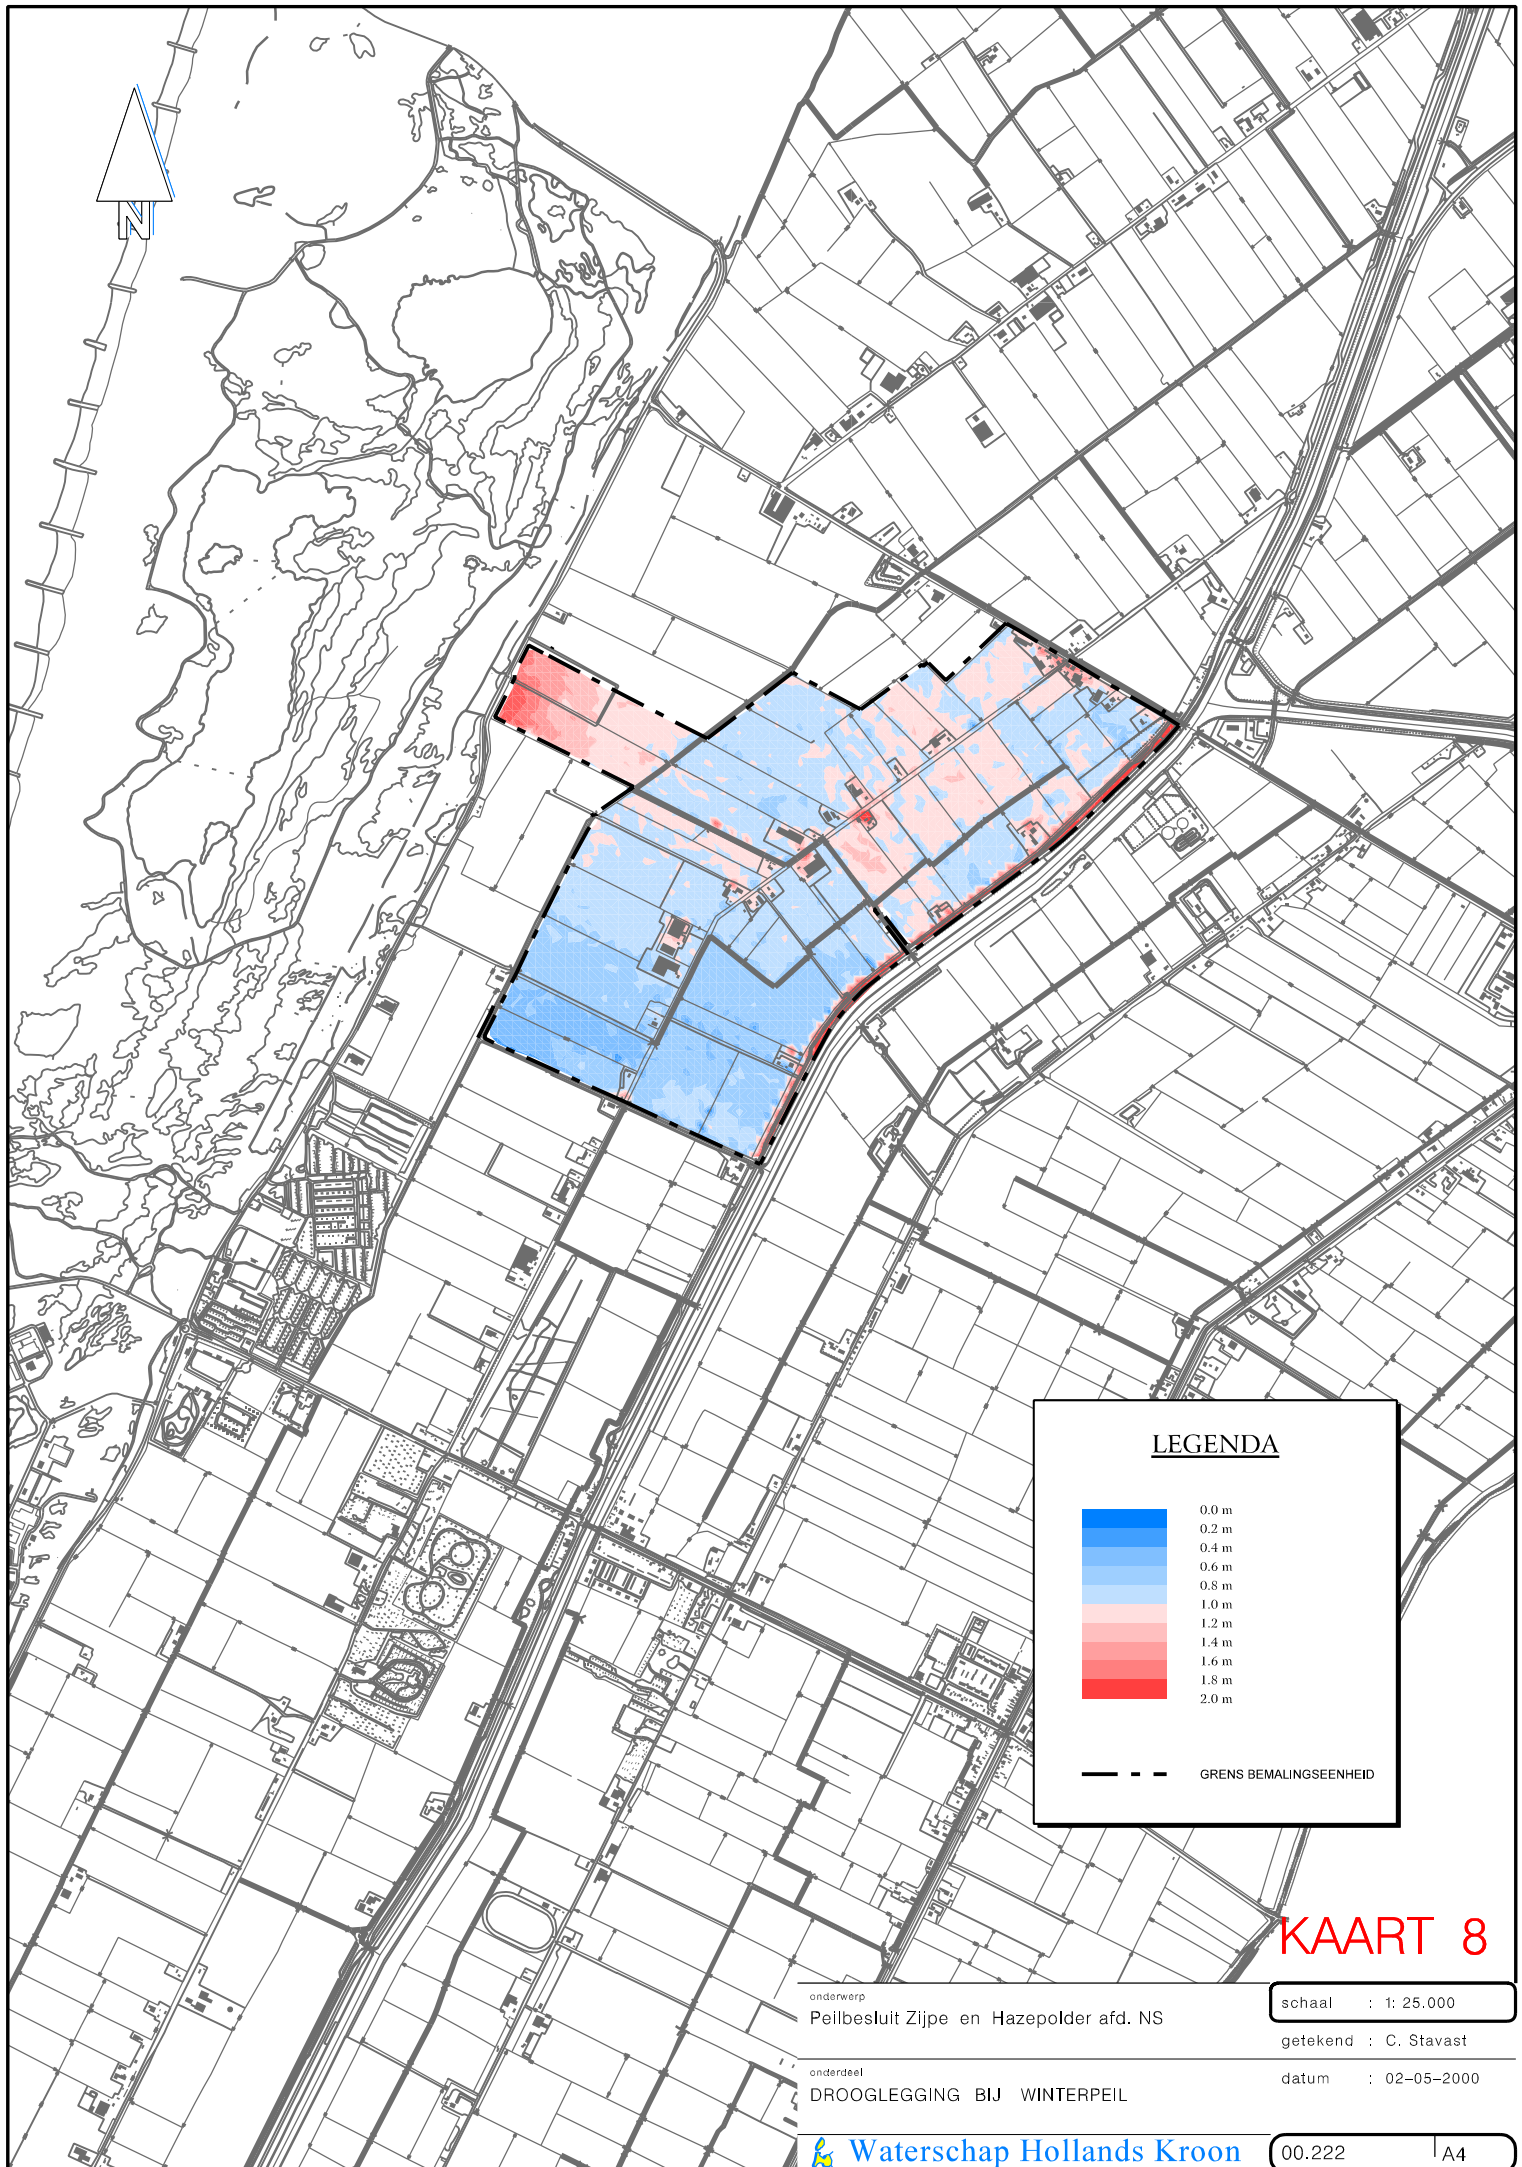 N
LEGENDA
0.0 m
0.2 m
0.4 m
0.6 m
0.8 m
1.0 m
1.2 m
1.4 m
1.6 m
1.8 m
2.0 m
GRENS BEMALINGSEENHEID
KAART 8
onderwerp
Peilbesluit Zijpe en Hazepolder afd. NS
schaal : 1: 25.000
getekend : C. Stavast
onderdeel
DROOGLEGGING BIJ WINTERPEIL
datum : 02-05-2000
Waterschap Hollands Kroon
00.222 A4